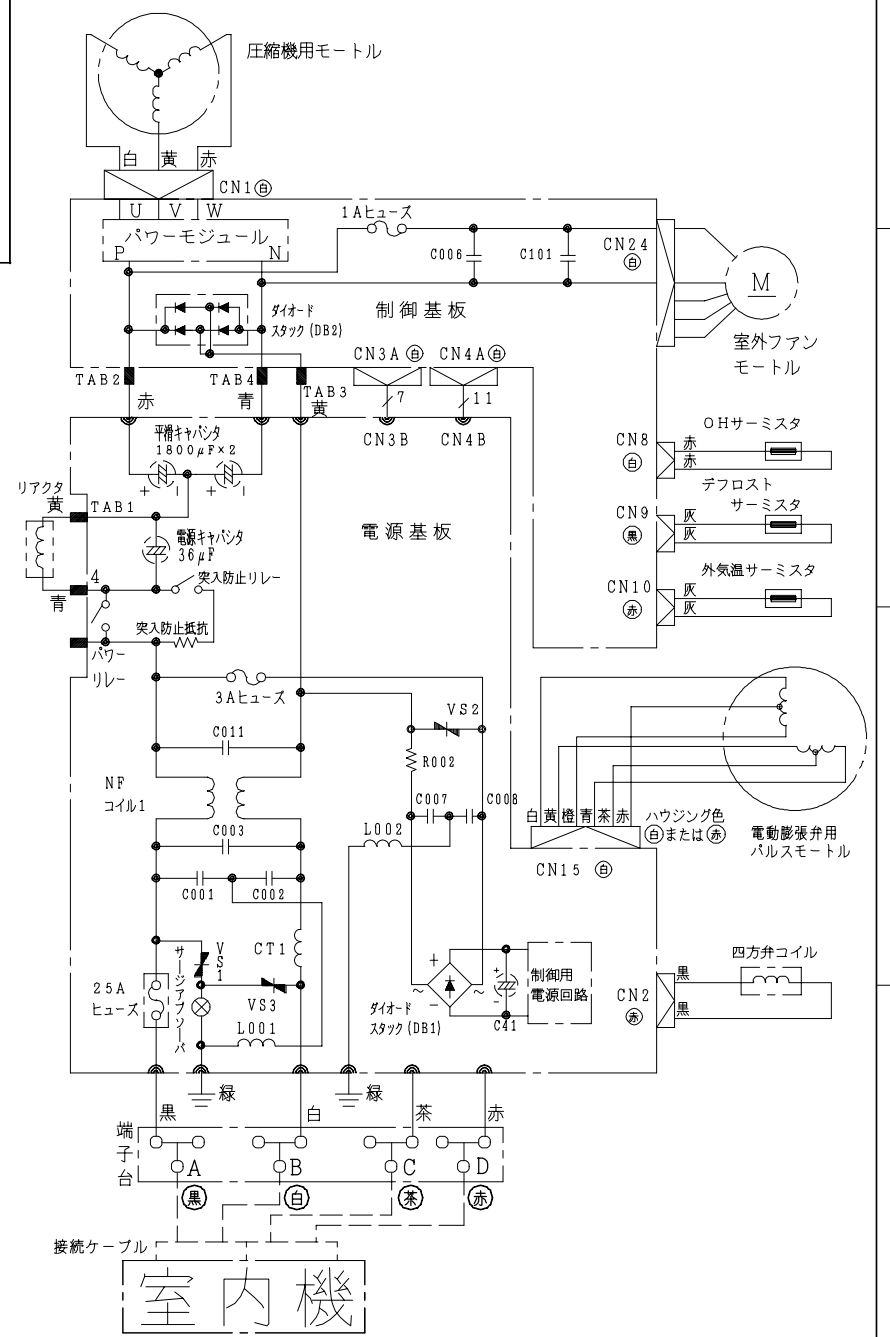 圧縮機用モートル
白 黄 赤
CN1 白
U V W
パワーモジュール
P N
1Aヒューズ
C006
C101
CN24
白
M
室外ファン
モートル
制御基板
ダイオード
スタック(DB2)
CN3A 白 CN4A 白
TAB2
TAB4
TAB3
赤
青
黄
7
11
CN3B
CN4B
平滑キャパシタ
1800μF×2
+ - + -
リアクタ
黄
TAB1
電源基板
電源キャパシタ
36μF
4
突入防止リレー
青
突入防止抵抗
パワー
リレー
CN8
白
赤
赤
OHサーミスタ
デフロスト
サーミスタ
CN9
黒
灰
灰
外気温サーミスタ
CN10
赤
灰
灰
3Aヒューズ
VS2
C011
R002
NF
コイル1
C007
C008
C003
L002
C001
C002
白 黄 橙 青 茶 赤
ハウジング色
白または赤
電動膨張弁用
パルスモートル
CN15 白
サージアブソーバ
VS1
CT1
25A
ヒューズ
VS3
L001
+
~ ~
-
ダイオード
スタック(DB1)
+
-
C41
制御用
電源回路
CN2
赤
黒
黒
四方弁コイル
緑
緑
黒
白
茶
赤
端子台
A B C D
黒 白 茶 赤
接続ケーブル
室内機